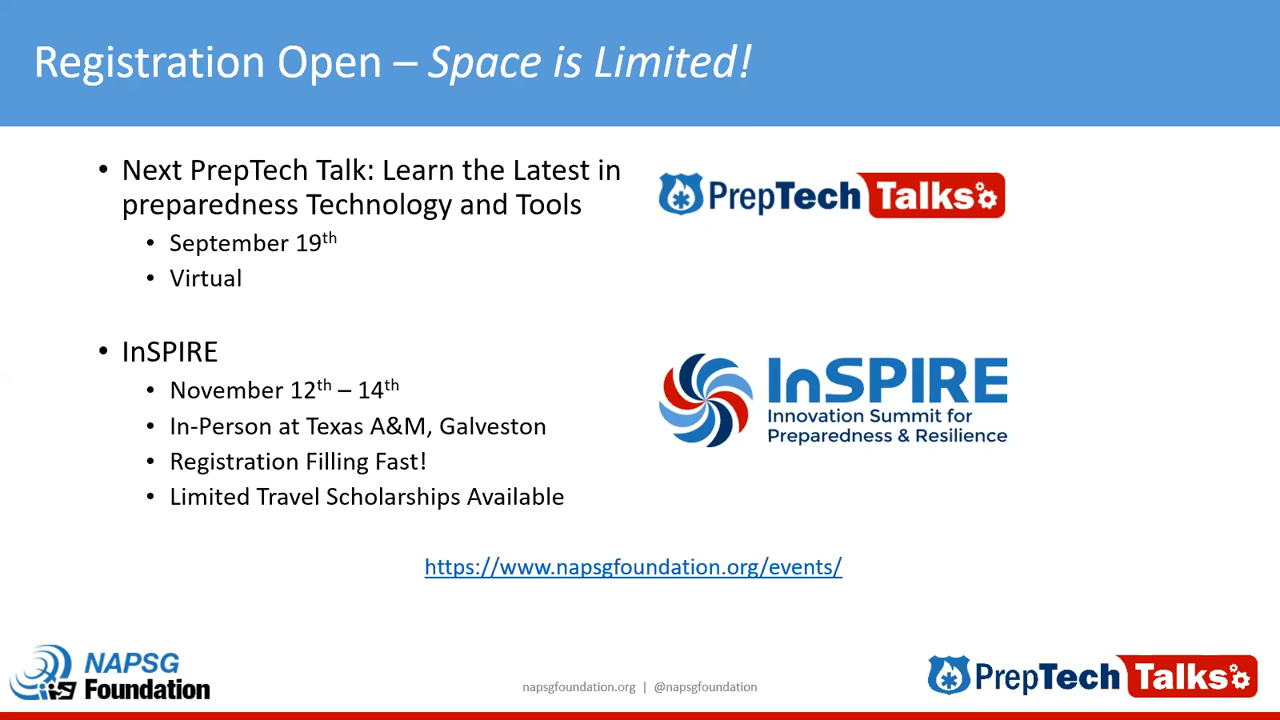 Registration Open – Space is Limited!
• Next PrepTech Talk: Learn the Latest in
preparedness Technology and Tools
• September 19th
• Virtual
PrepTech Talks
• InSPIRE
• November 12th – 14th
• In-Person at Texas A&M, Galveston
• Registration Filling Fast!
• Limited Travel Scholarships Available
InSPIRE
Innovation Summit for
Preparedness & Resilience
https://www.napsgfoundation.org/events/
NAPSG
Foundation
napsgfoundation.org | @napsgfoundation
PrepTech Talks